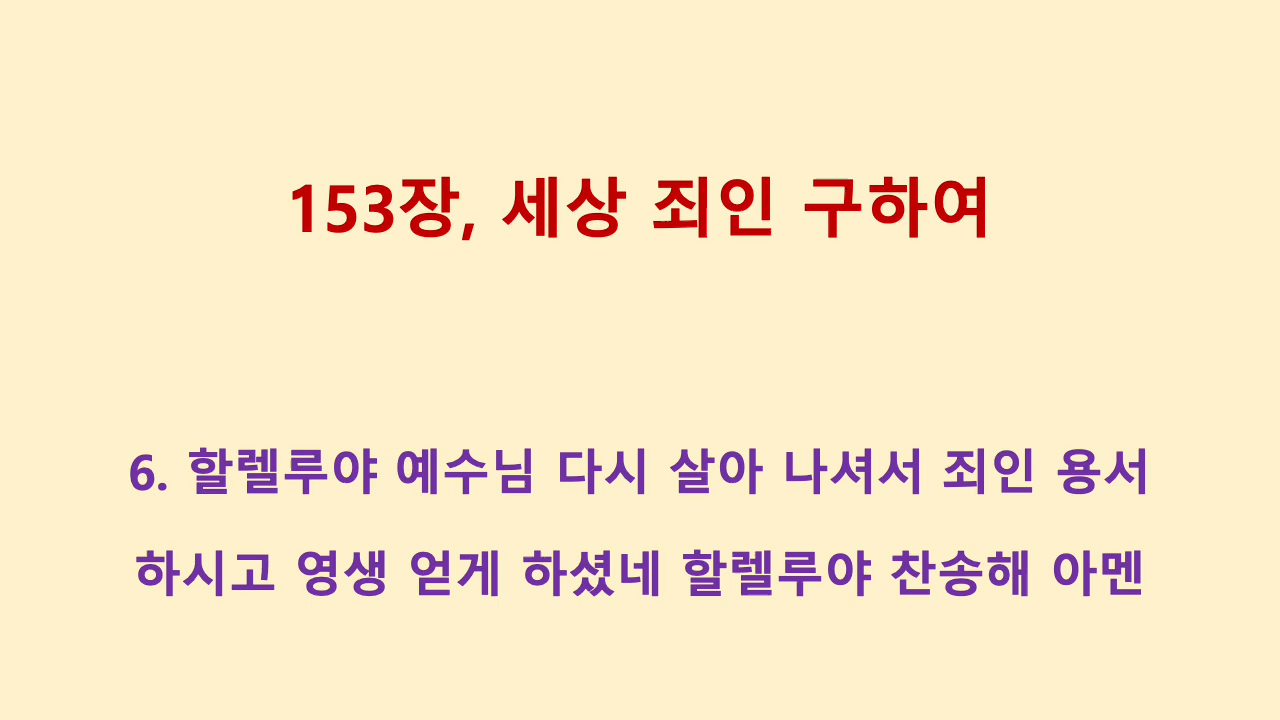 153장, 세상 죄인 구하여
6. 할렐루야 예수님 다시 살아 나셔서 죄인 용서
하시고 영생 얻게 하셨네 할렐루야 찬송해 아멘